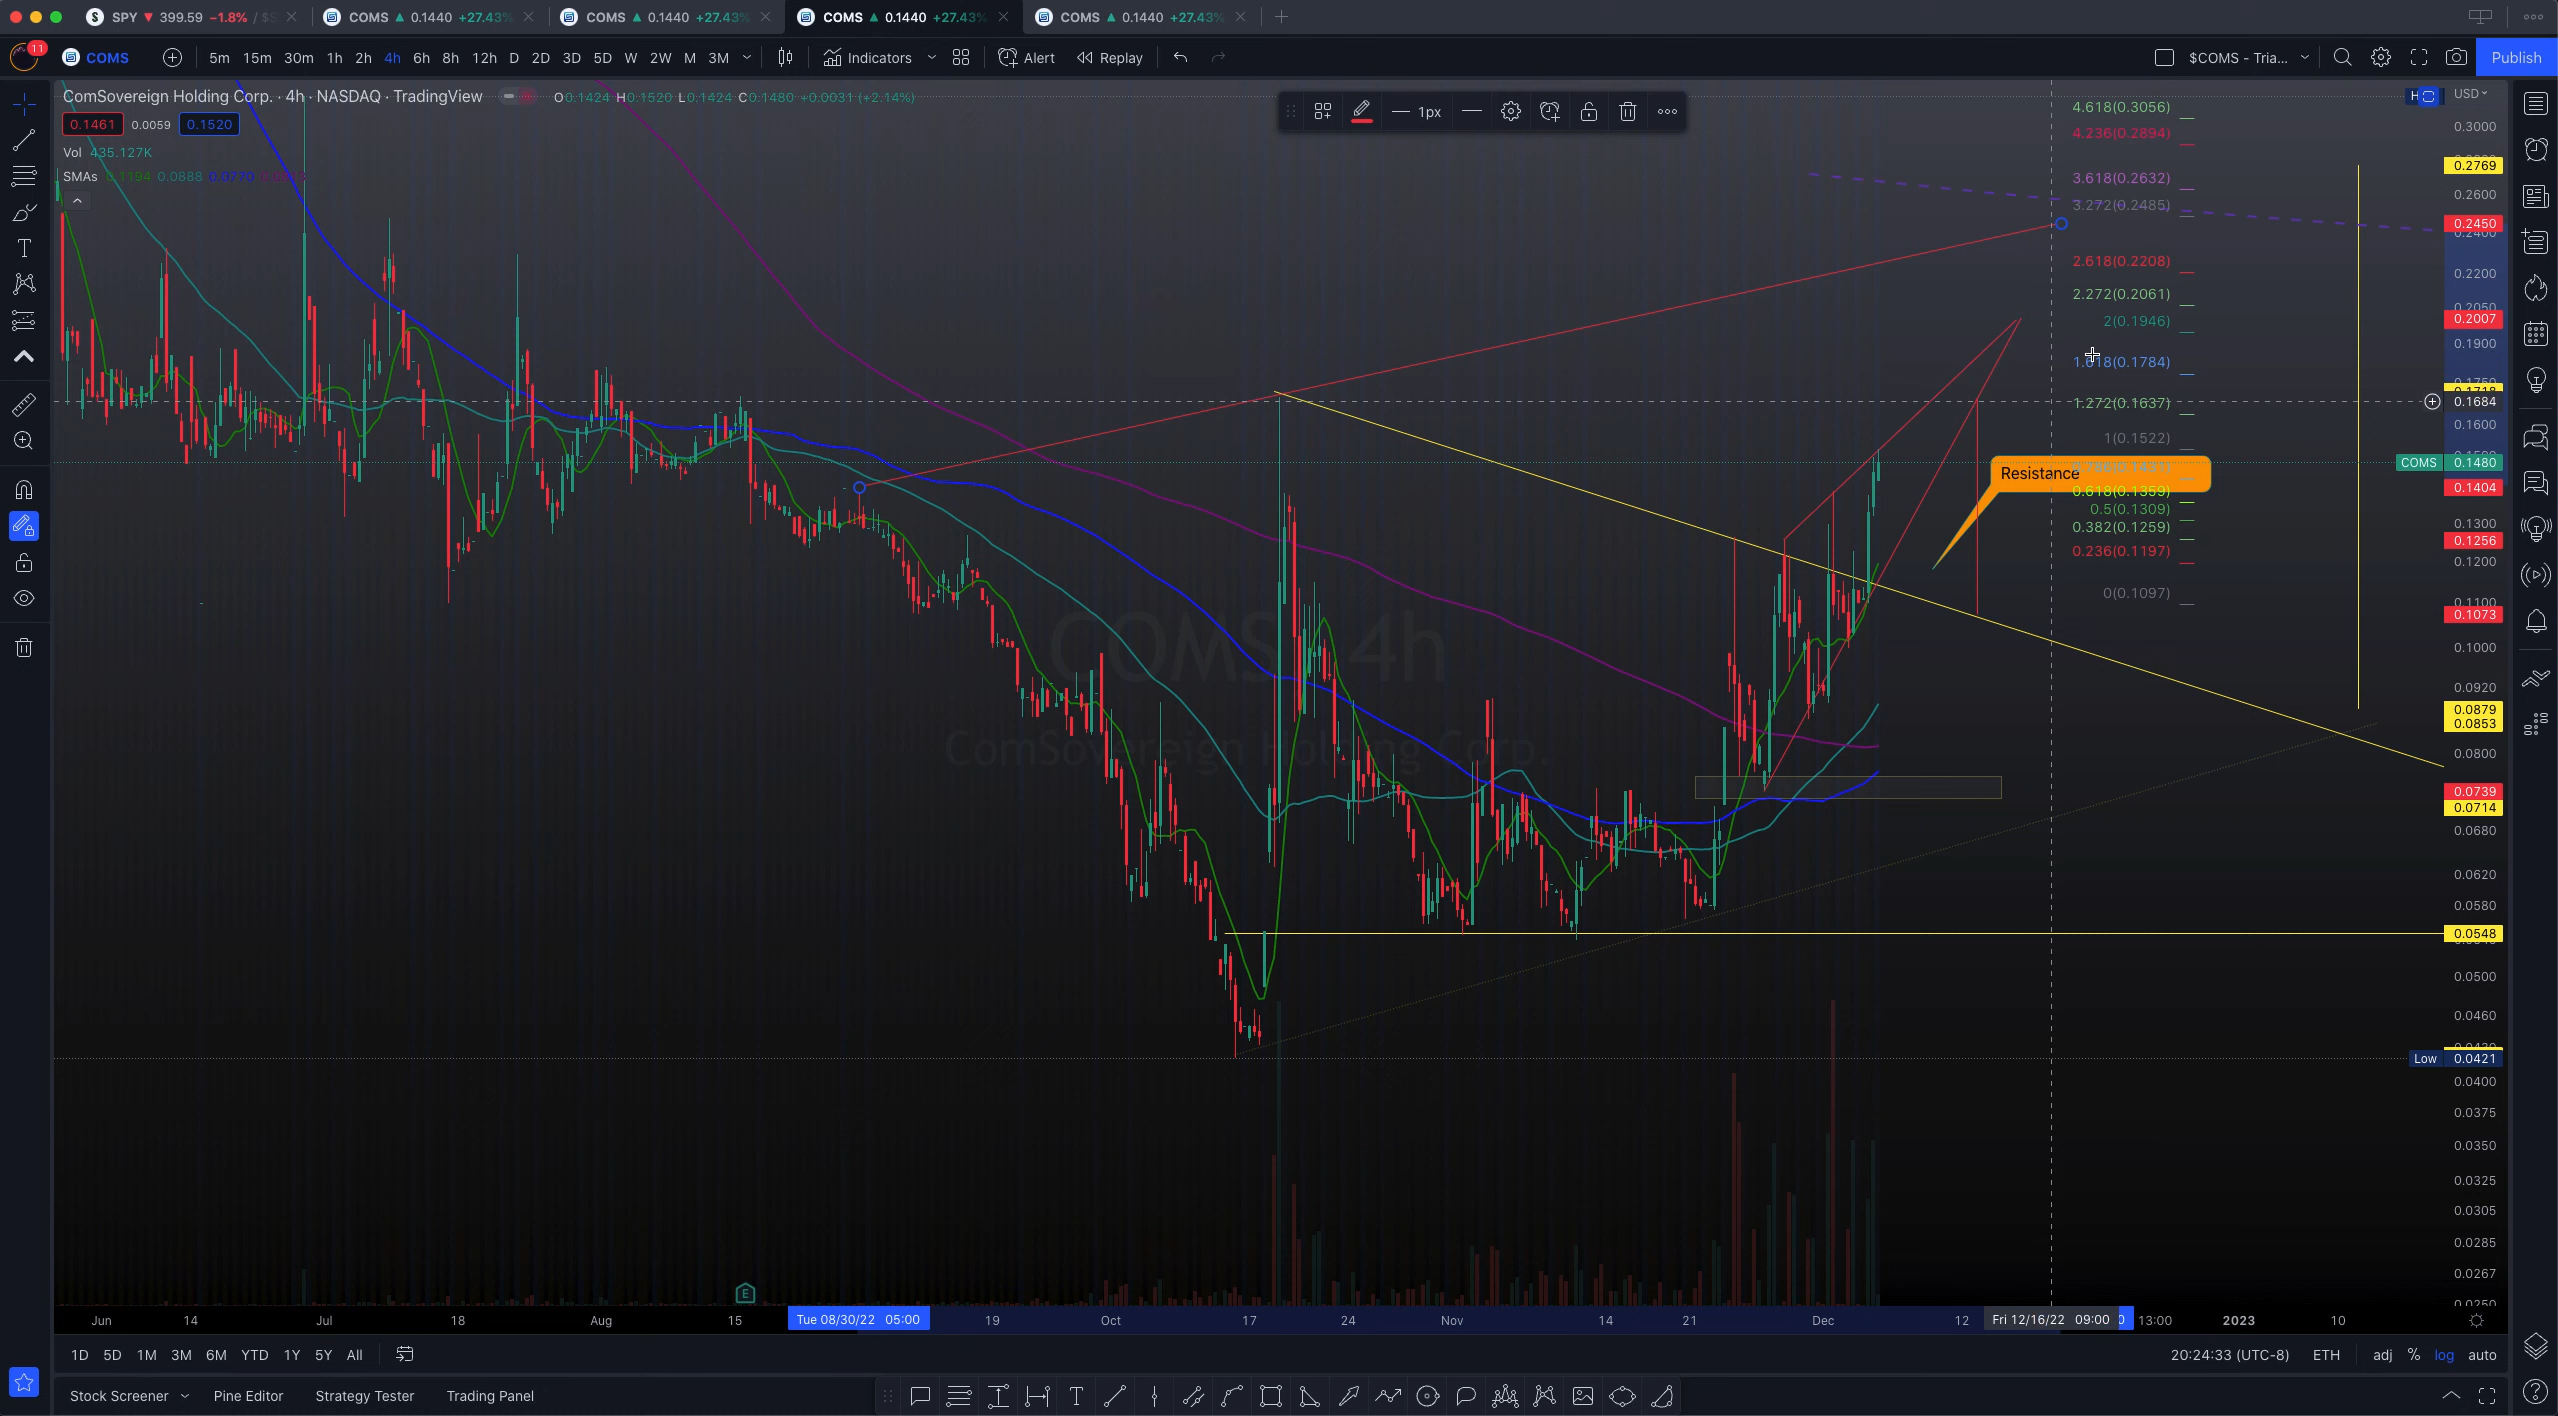 SPY 399.59 −1.8% / $S
COMS 0.1440 +27.43%
COMS 0.1440 +27.43%
COMS 0.1440 +27.43%
COMS 0.1440 +27.43%
11 COMS 5m 15m 30m 1h 2h 4h 6h 8h 12h D 2D 3D 5D W 2W M 3M Indicators Alert Replay $COMS - Tria... Publish
ComSovereign Holding Corp. · 4h · NASDAQ · TradingView O0.1424 H0.1520 L0.1424 C0.1480 +0.0031 (+2.14%)
0.1461 0.0059 0.1520
Vol 435.127K
SMAs 0.1194 0.0888 0.0770
1px
USD
4.618(0.3056)
4.236(0.2894)
3.618(0.2632)
3.272(0.2485)
2.618(0.2208)
2.272(0.2061)
2(0.1946)
1.618(0.1784)
1.272(0.1637)
1(0.1522)
Resistance
0.618(0.1359)
0.5(0.1309)
0.382(0.1259)
0.236(0.1197)
0(0.1097)
COMS, 4h
ComSovereign Holding Corp.
0.3000
0.2769
0.2600
0.2450
0.2400
0.2200
0.2050
0.2007
0.1900
0.1684
0.1600
COMS 0.1480
0.1404
0.1300
0.1256
0.1200
0.1100
0.1073
0.1000
0.0920
0.0879
0.0853
0.0800
0.0739
0.0714
0.0680
0.0620
0.0580
0.0548
0.0500
0.0460
Low 0.0421
0.0400
0.0375
0.0350
0.0325
0.0305
0.0285
0.0267
0.0250
E
Jun 14 Jul 18 Aug 15 Tue 08/30/22 05:00 19 Oct 17 24 Nov 14 21 Dec 12 Fri 12/16/22 09:00 13:00 2023 10
1D 5D 1M 3M 6M YTD 1Y 5Y All 20:24:33 (UTC-8) ETH adj % log auto
Stock Screener Pine Editor Strategy Tester Trading Panel